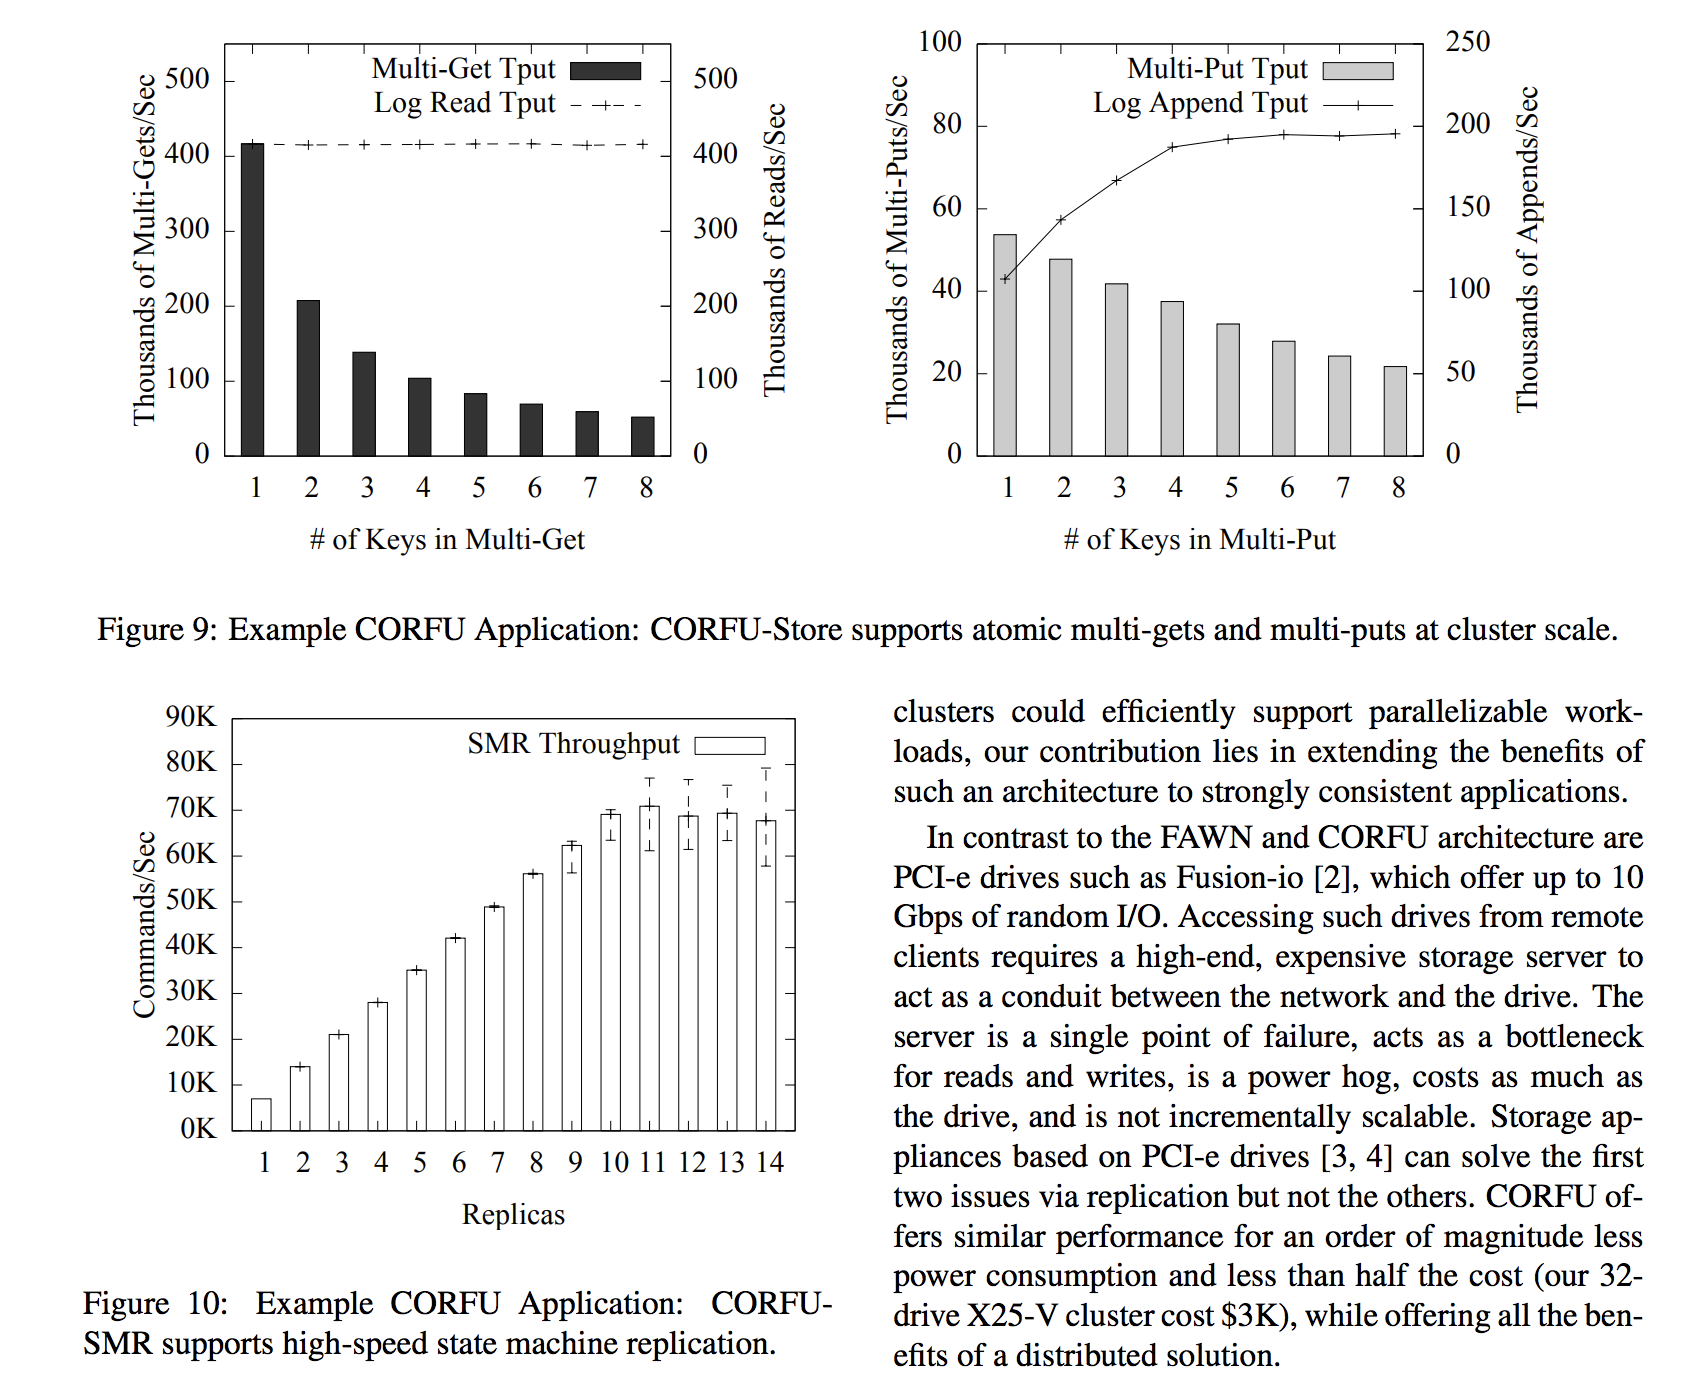 500
400
300
200
100
0
Thousands of Multi-Gets/Sec
Multi-Get Tput
Log Read Tput
500
400
300
200
100
0
Thousands of Reads/Sec
1 2 3 4 5 6 7 8
# of Keys in Multi-Get
100
80
60
40
20
0
Thousands of Multi-Puts/Sec
Multi-Put Tput
Log Append Tput
250
200
150
100
50
0
Thousands of Appends/Sec
1 2 3 4 5 6 7 8
# of Keys in Multi-Put
Figure 9: Example CORFU Application: CORFU-Store supports atomic multi-gets and multi-puts at cluster scale.
90K
80K
70K
60K
50K
40K
30K
20K
10K
0K
Commands/Sec
SMR Throughput
1 2 3 4 5 6 7 8 9 10 11 12 13 14
Replicas
Figure 10: Example CORFU Application: CORFU-
SMR supports high-speed state machine replication.
clusters could efficiently support parallelizable work-
loads, our contribution lies in extending the benefits of
such an architecture to strongly consistent applications.
In contrast to the FAWN and CORFU architecture are
PCI-e drives such as Fusion-io [2], which offer up to 10
Gbps of random I/O. Accessing such drives from remote
clients requires a high-end, expensive storage server to
act as a conduit between the network and the drive. The
server is a single point of failure, acts as a bottleneck
for reads and writes, is a power hog, costs as much as
the drive, and is not incrementally scalable. Storage ap-
pliances based on PCI-e drives [3, 4] can solve the first
two issues via replication but not the others. CORFU of-
fers similar performance for an order of magnitude less
power consumption and less than half the cost (our 32-
drive X25-V cluster cost $3K), while offering all the ben-
efits of a distributed solution.